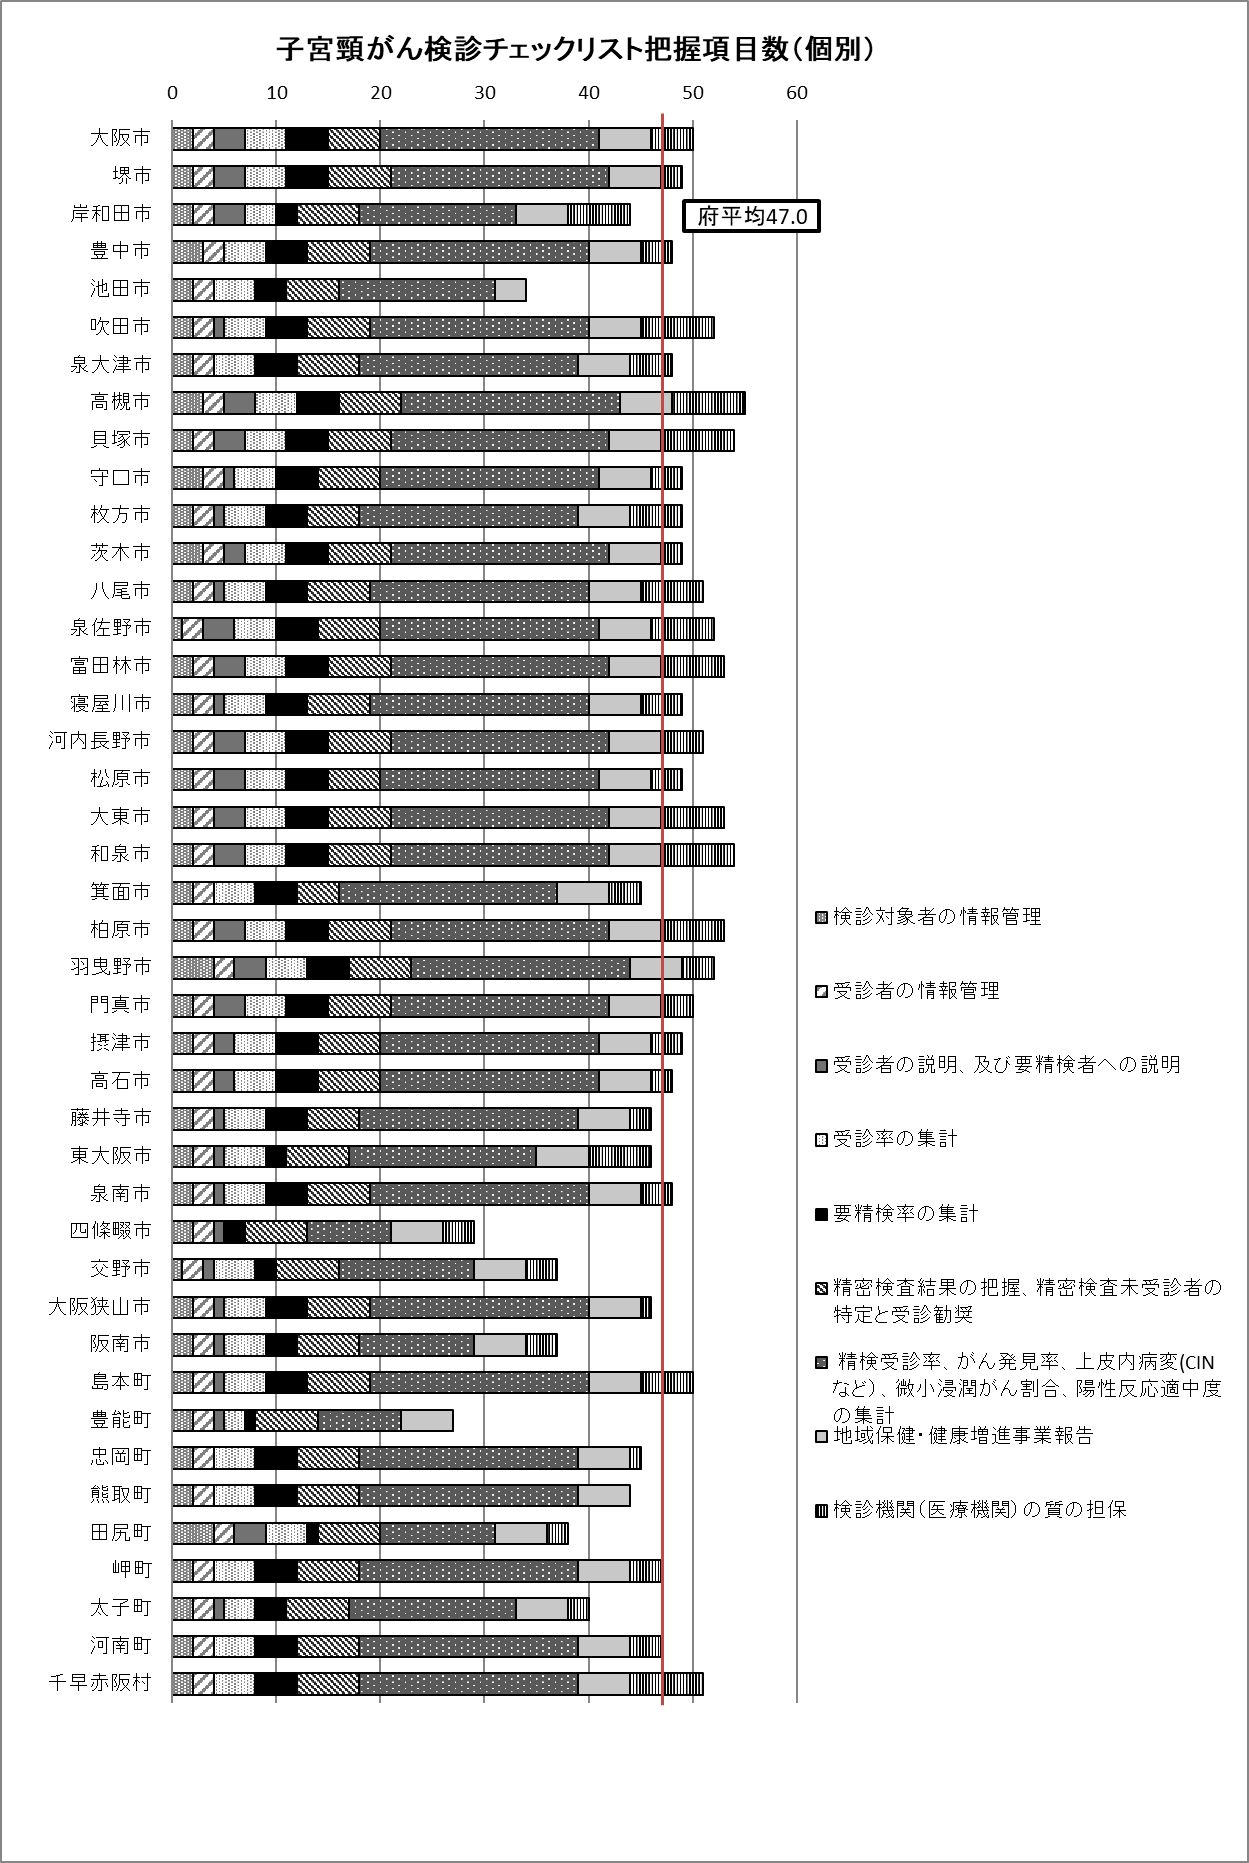 子宮頸がん検診チェックリスト把握項目数（個別）
0 10 20 30 40 50 60
大阪市
堺市
岸和田市
府平均47.0
豊中市
池田市
吹田市
泉大津市
高槻市
貝塚市
守口市
枚方市
茨木市
八尾市
泉佐野市
富田林市
寝屋川市
河内長野市
松原市
大東市
和泉市
箕面市
柏原市
羽曳野市
門真市
摂津市
高石市
藤井寺市
東大阪市
泉南市
四條畷市
交野市
大阪狭山市
阪南市
島本町
豊能町
忠岡町
熊取町
田尻町
岬町
太子町
河南町
千早赤阪村
検診対象者の情報管理
受診者の情報管理
受診者の説明、及び要精検者への説明
受診率の集計
要精検率の集計
精密検査結果の把握、精密検査未受診者の
特定と受診勧奨
精検受診率、がん発見率、上皮内病変(CIN
など）、微小浸潤がん割合、陽性反応適中度
の集計
地域保健・健康増進事業報告
検診機関（医療機関）の質の担保